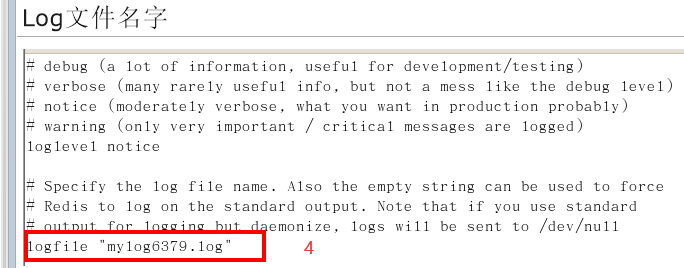 Log文件名字
# debug (a lot of information, useful for development/testing)
# verbose (many rarely useful info, but not a mess like the debug level)
# notice (moderately verbose, what you want in production probably)
# warning (only very important / critical messages are logged)
loglevel notice
# Specify the log file name. Also the empty string can be used to force
# Redis to log on the standard output. Note that if you use standard
# output for logging but daemonize, logs will be sent to /dev/null
logfile "mylog6379.log"
4